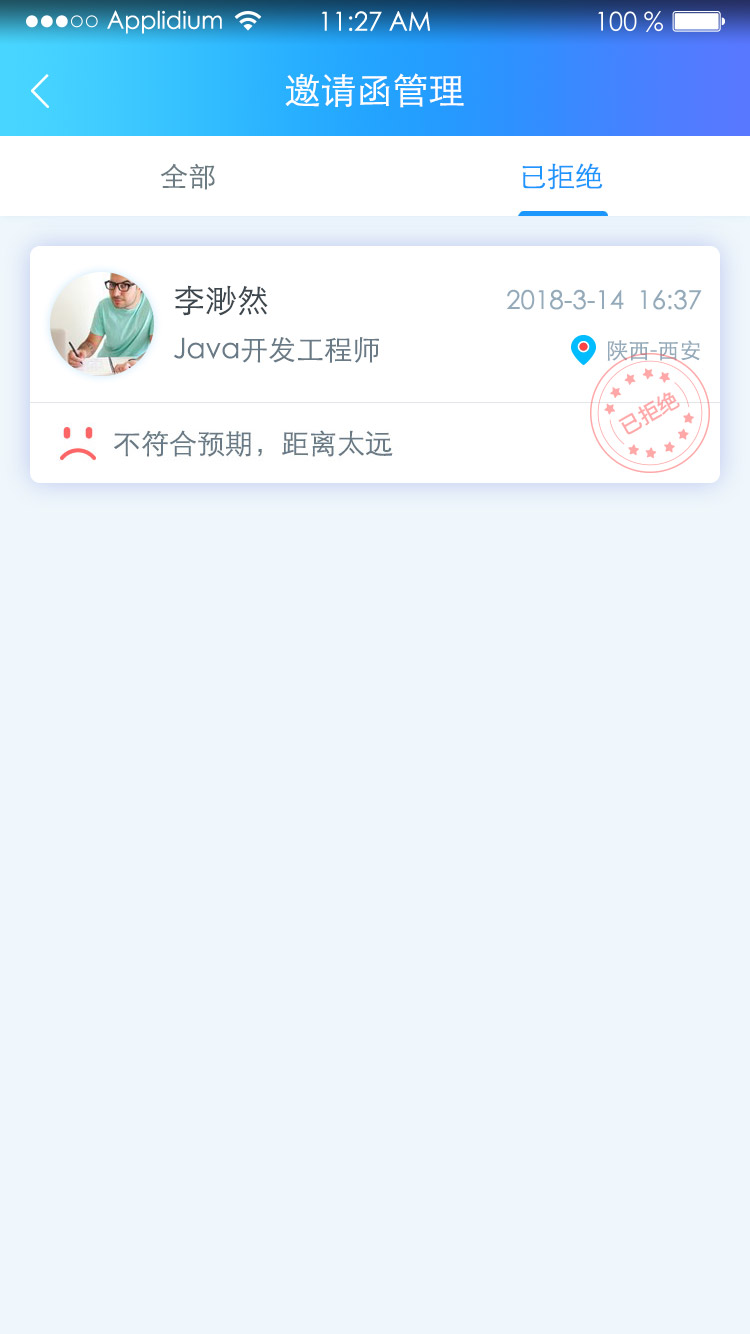 Applidium 11:27 AM 100 %
邀请函管理
全部 已拒绝
李渺然 2018-3-14 16:37
Java开发工程师 陕西-西安
已拒绝
不符合预期，距离太远